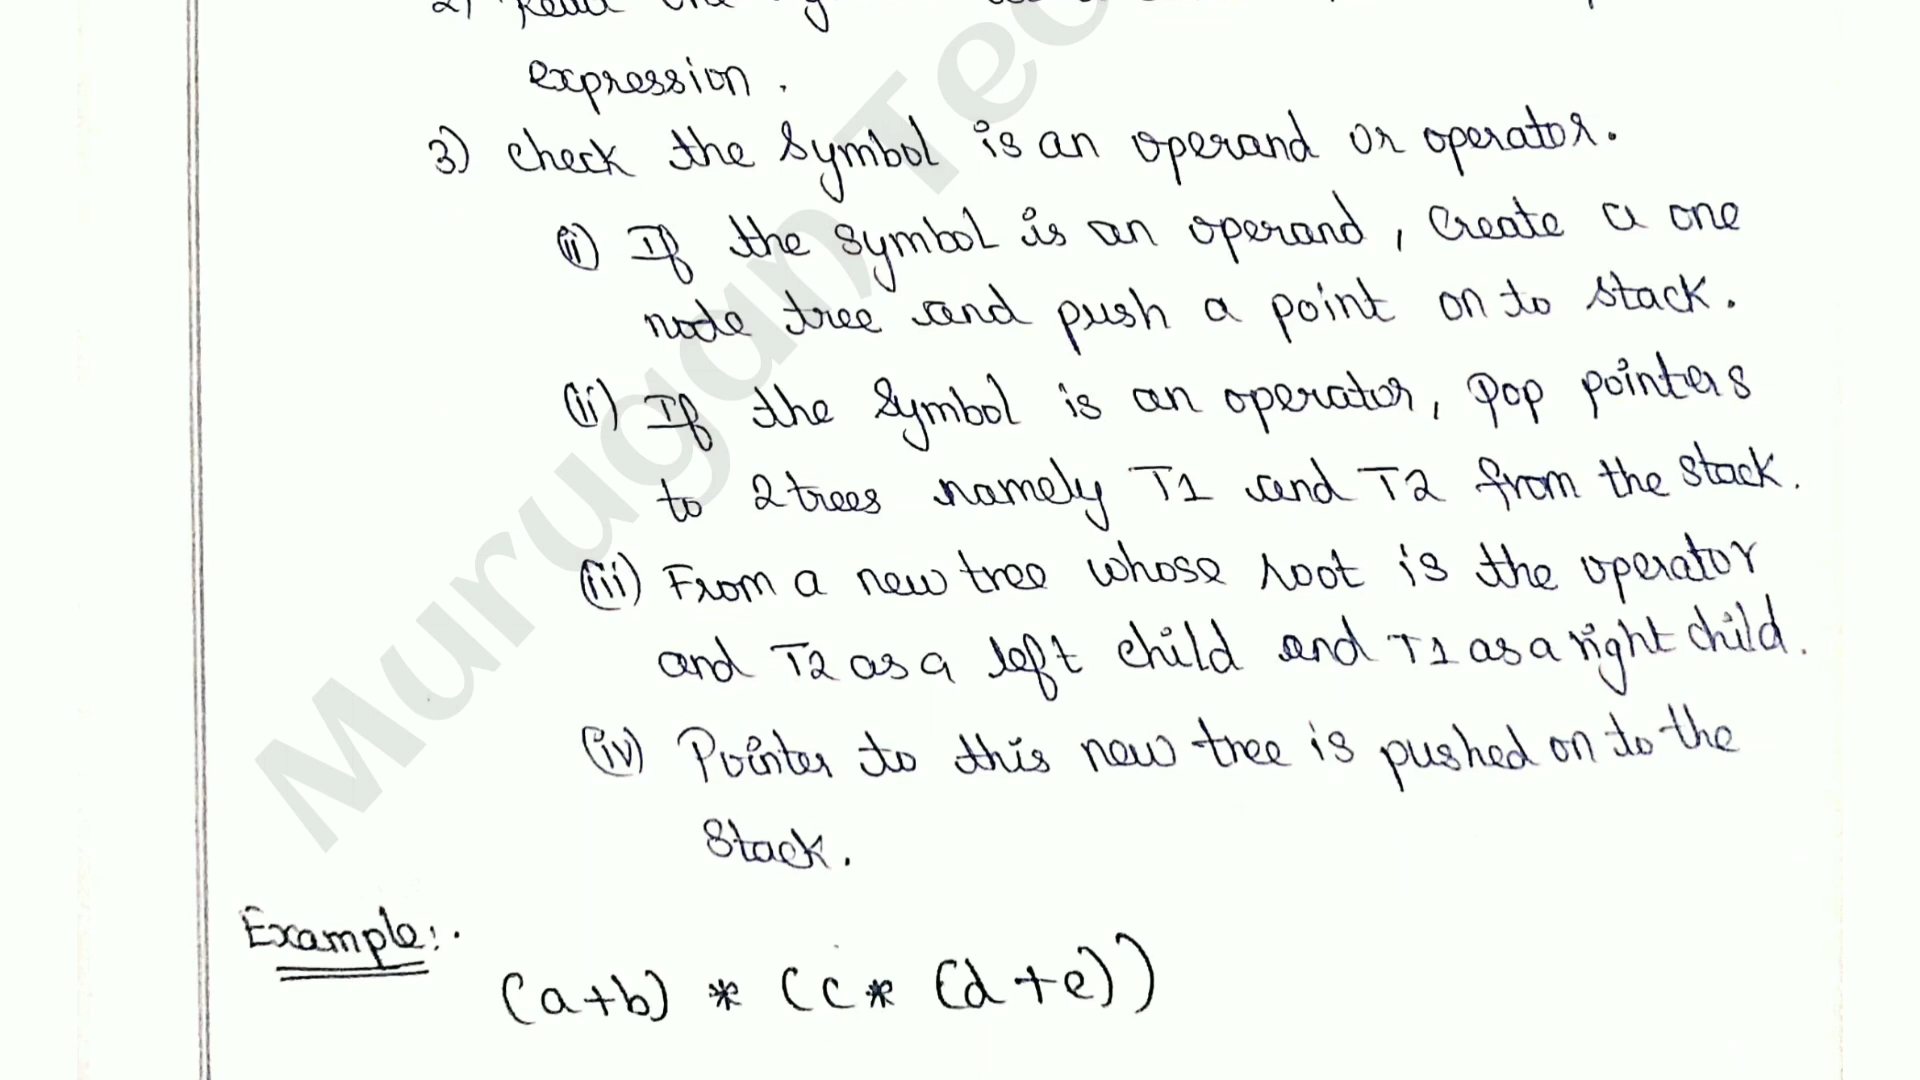 expression.
3) check the symbol is an operand or operator.
(ii) If the symbol is an operand, Create a one
node tree and push a point on to stack.
(ii) If the symbol is an operator, pop pointers
to 2 trees namely T1 and T2 from the stack.
(iii) From a new tree whose root is the operator
and T2 as a left child and T1 as a right child.
(iv) Pointer to this new tree is pushed on to the
Stack.
Example:.
(a+b) * (c * (d+e))
Murugan Tec